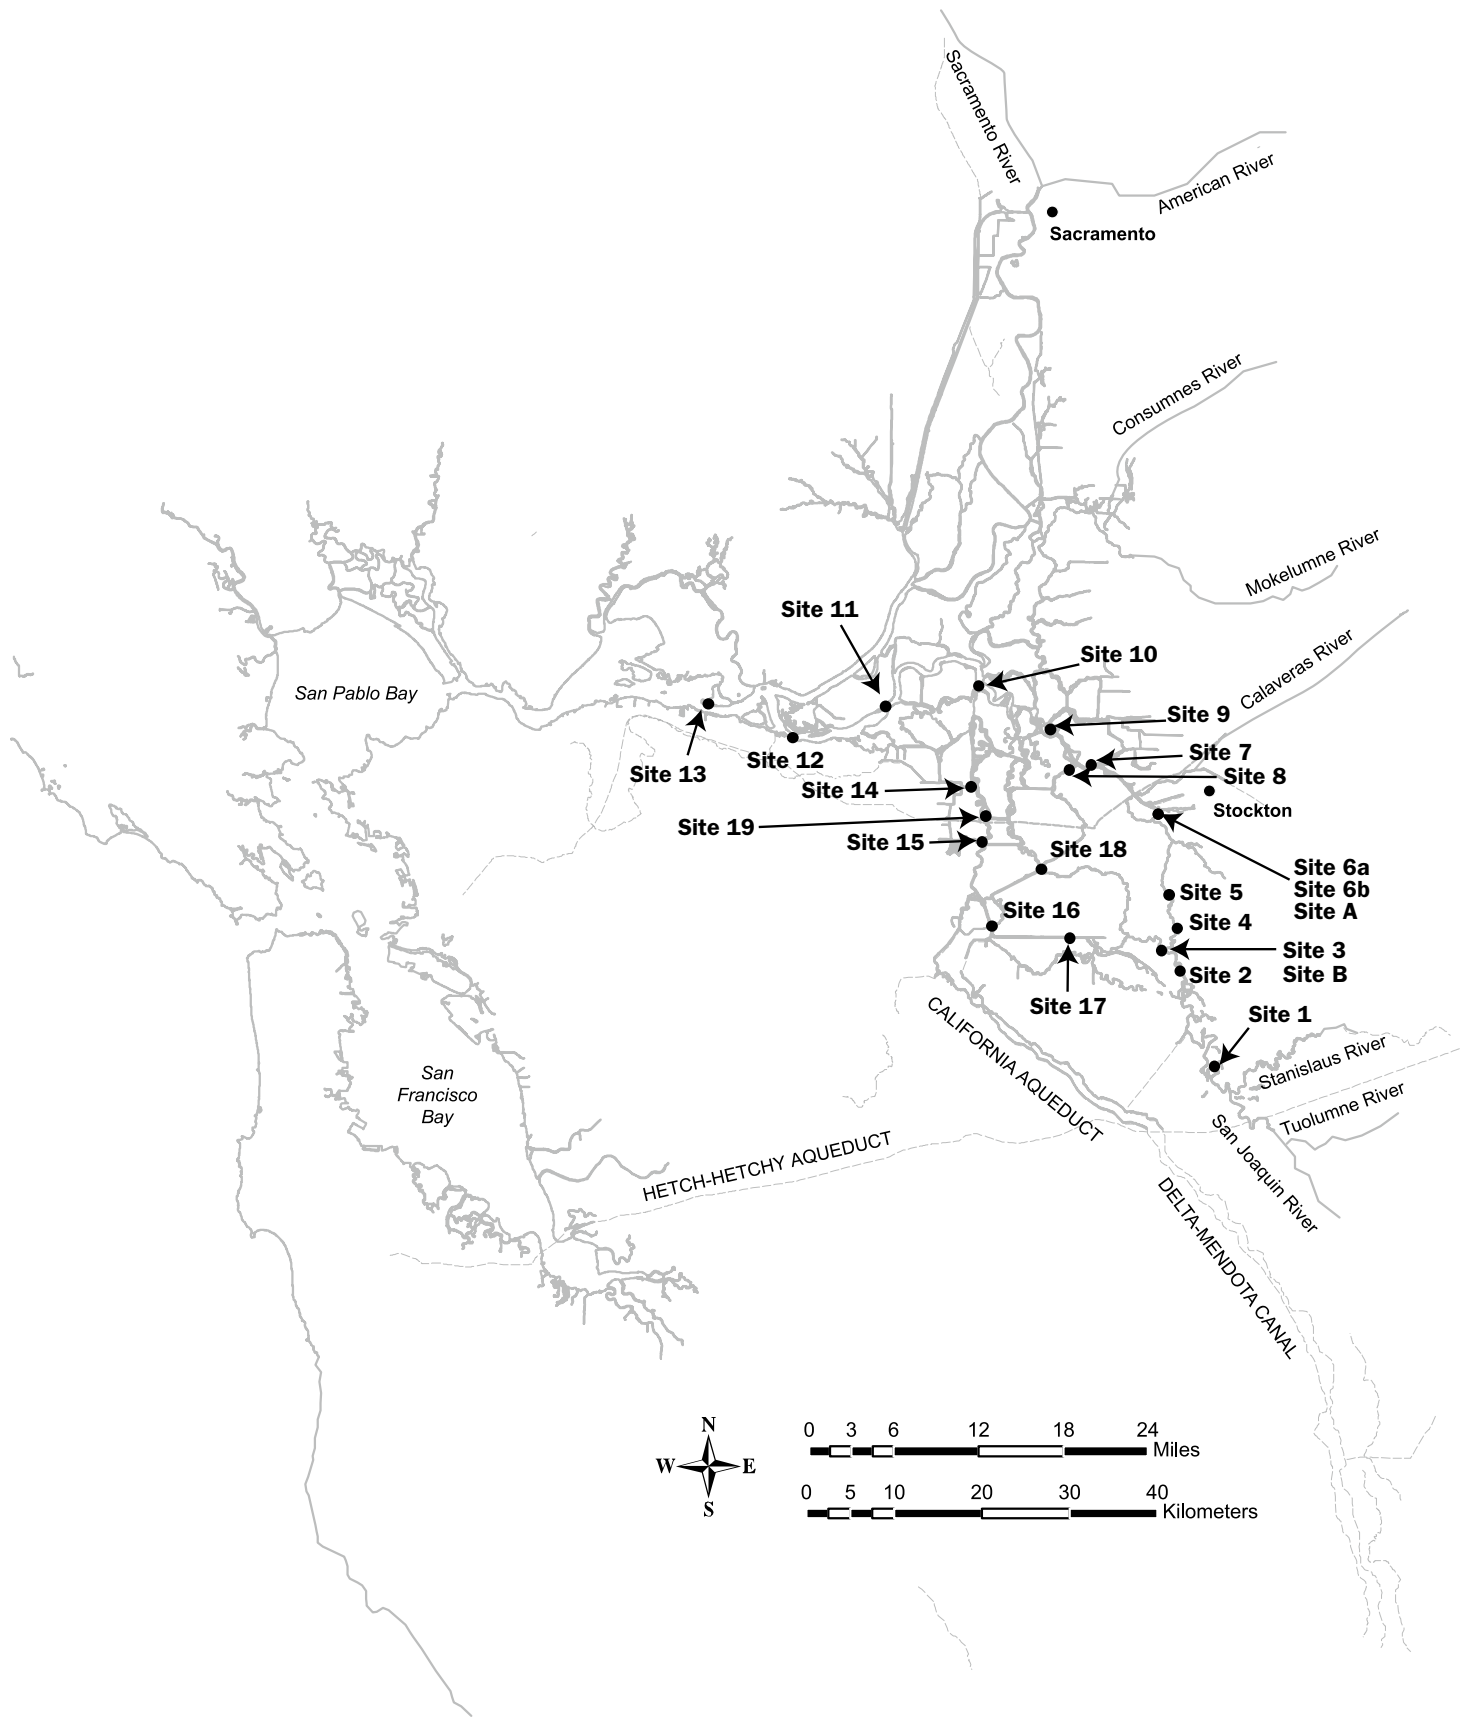 Sacramento River
American River
Sacramento
Consumnes River
Mokelumne River
Calaveras River
Site 11
Site 10
San Pablo Bay
Site 9
Site 7
Site 12
Site 13
Site 8
Site 14
Stockton
Site 19
Site 15
Site 18
Site 6a
Site 6b
Site A
Site 5
Site 16
Site 4
Site 3
Site B
Site 2
Site 17
Site 1
CALIFORNIA AQUEDUCT
Stanislaus River
San
Francisco
Bay
Tuolumne River
San Joaquin River
HETCH-HETCHY AQUEDUCT
DELTA-MENDOTA CANAL
N
W E
S
0 3 6 12 18 24
Miles
0 5 10 20 30 40
Kilometers